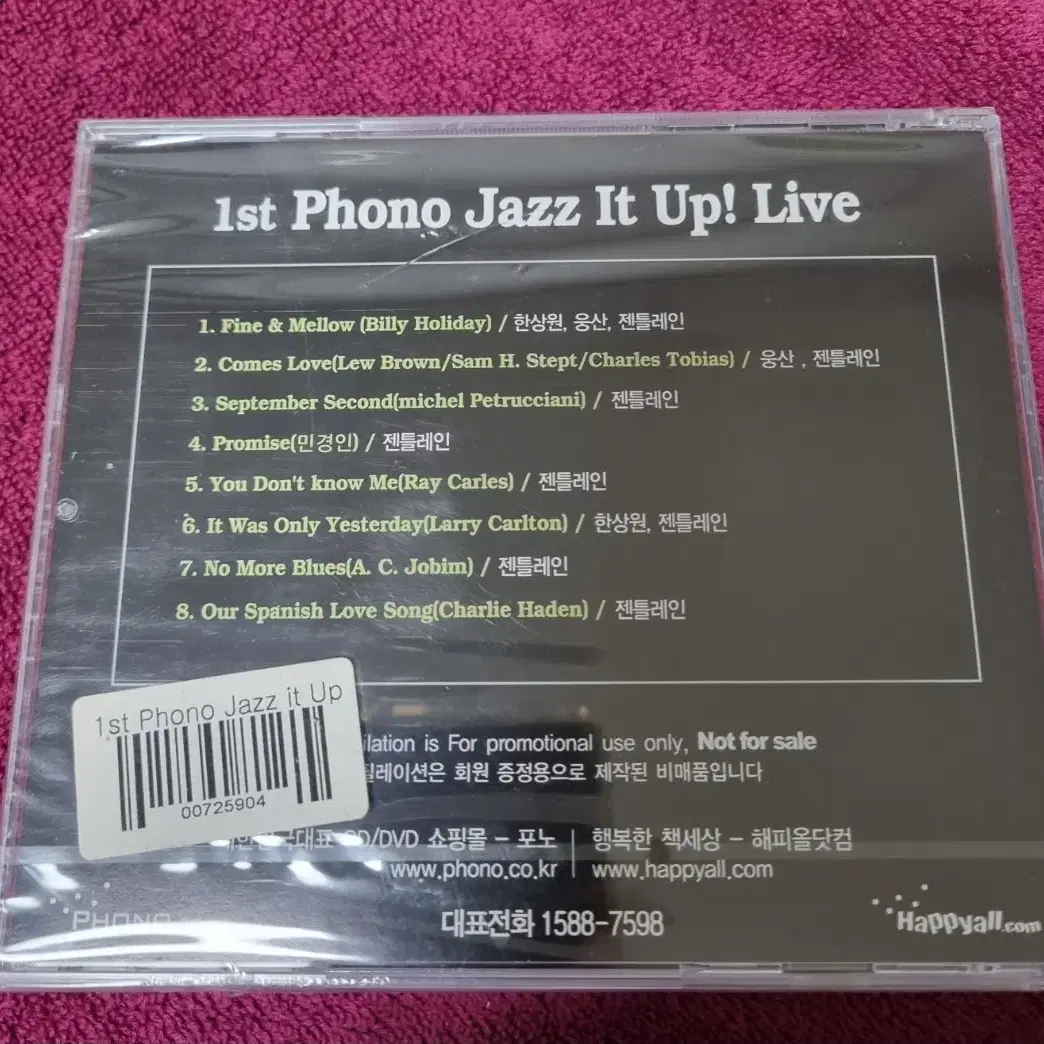 1st Phono Jazz It Up! Live
1. Fine & Mellow (Billy Holiday) / 한상원, 웅산, 젠틀레인
2. Comes Love(Lew Brown/Sam H. Stept/Charles Tobias) / 웅산 , 젠틀레인
3. September Second(michel Petrucciani) / 젠틀레인
4. Promise(민경인) / 젠틀레인
5. You Don't know Me(Ray Carles) / 젠틀레인
6. It Was Only Yesterday(Larry Carlton) / 한상원, 젠틀레인
7. No More Blues(A. C. Jobim) / 젠틀레인
8. Our Spanish Love Song(Charlie Haden) / 젠틀레인
1st Phono Jazz it Up
00725904
is For promotional use only, Not for sale
회원 증정용으로 제작된 비매품입니다
CD/DVD 쇼핑몰 - 포노 | 행복한 책세상 - 해피올닷컴
www.phono.co.kr | www.happyall.com
PHONO
대표전화 1588-7598
Happyall.com